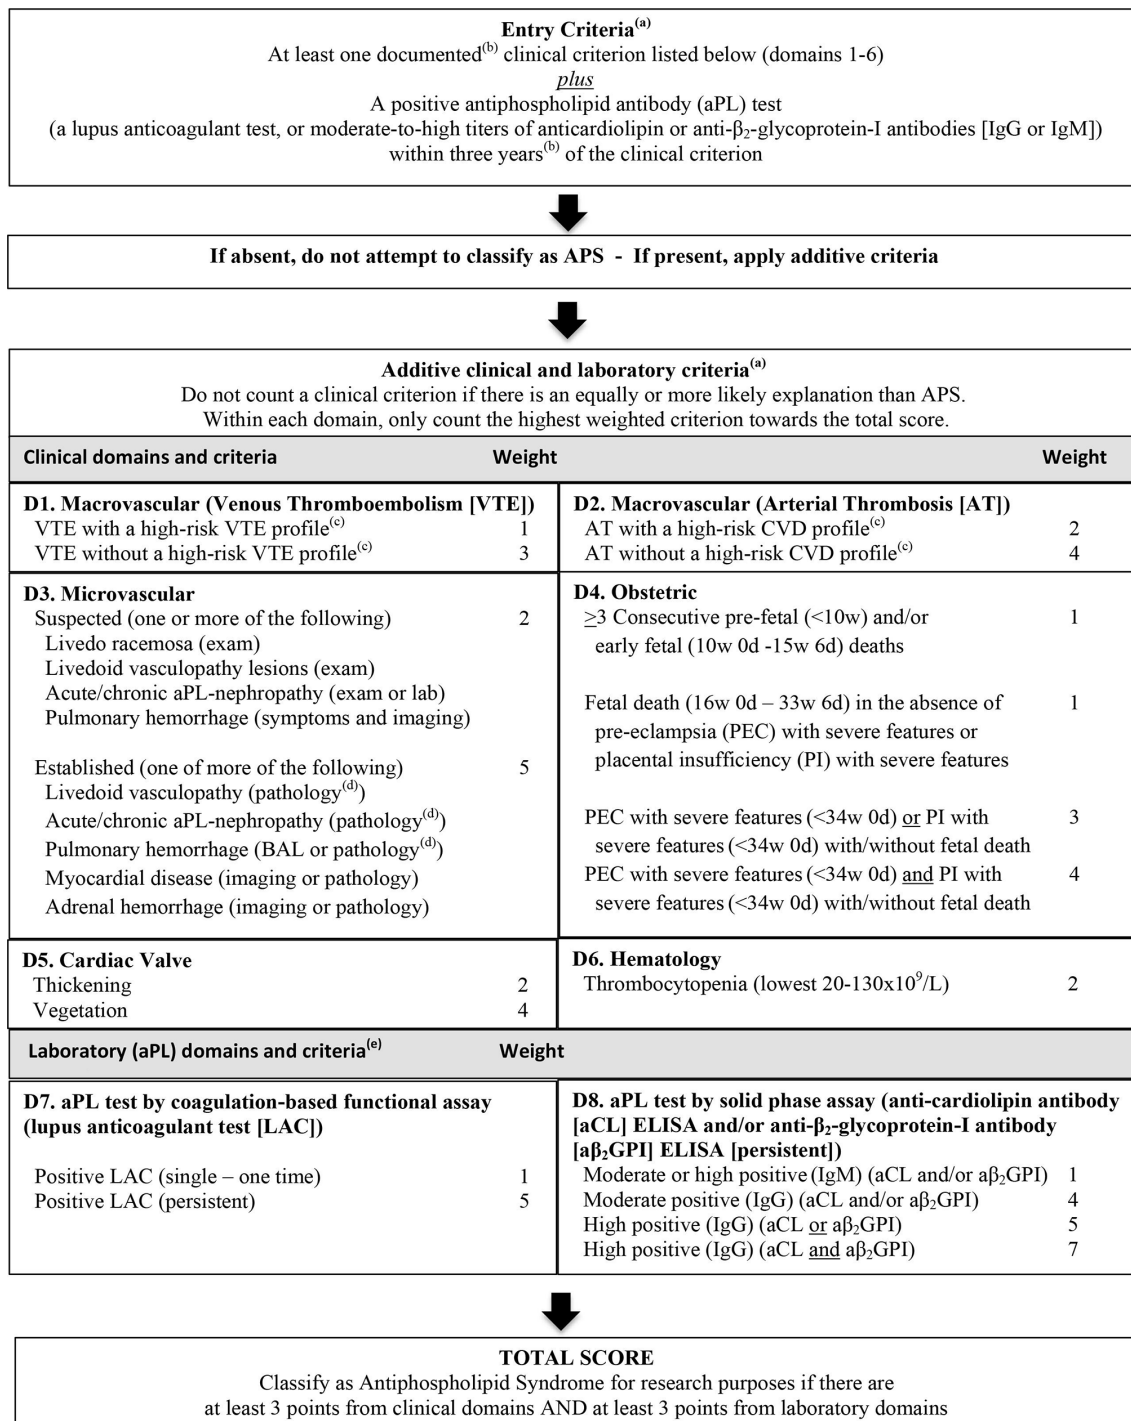 Entry Criteria(a)
At least one documented(b) clinical criterion listed below (domains 1-6)
plus
A positive antiphospholipid antibody (aPL) test
(a lupus anticoagulant test, or moderate-to-high titers of anticardiolipin or anti-β2-glycoprotein-I antibodies [IgG or IgM])
within three years(b) of the clinical criterion
If absent, do not attempt to classify as APS - If present, apply additive criteria
Additive clinical and laboratory criteria(a)
Do not count a clinical criterion if there is an equally or more likely explanation than APS.
Within each domain, only count the highest weighted criterion towards the total score.
Clinical domains and criteria Weight Weight
D1. Macrovascular (Venous Thromboembolism [VTE])
VTE with a high-risk VTE profile(c) 1
VTE without a high-risk VTE profile(c) 3
D2. Macrovascular (Arterial Thrombosis [AT])
AT with a high-risk CVD profile(c) 2
AT without a high-risk CVD profile(c) 4
D3. Microvascular
Suspected (one or more of the following) 2
Livedo racemosa (exam)
Livedoid vasculopathy lesions (exam)
Acute/chronic aPL-nephropathy (exam or lab)
Pulmonary hemorrhage (symptoms and imaging)
Established (one of more of the following) 5
Livedoid vasculopathy (pathology(d))
Acute/chronic aPL-nephropathy (pathology(d))
Pulmonary hemorrhage (BAL or pathology(d))
Myocardial disease (imaging or pathology)
Adrenal hemorrhage (imaging or pathology)
D4. Obstetric
≥3 Consecutive pre-fetal (<10w) and/or 1
early fetal (10w 0d -15w 6d) deaths
Fetal death (16w 0d – 33w 6d) in the absence of 1
pre-eclampsia (PEC) with severe features or
placental insufficiency (PI) with severe features
PEC with severe features (<34w 0d) or PI with 3
severe features (<34w 0d) with/without fetal death
PEC with severe features (<34w 0d) and PI with 4
severe features (<34w 0d) with/without fetal death
D5. Cardiac Valve
Thickening 2
Vegetation 4
D6. Hematology
Thrombocytopenia (lowest 20-130x10⁹/L) 2
Laboratory (aPL) domains and criteria(e) Weight
D7. aPL test by coagulation-based functional assay
(lupus anticoagulant test [LAC])
Positive LAC (single – one time) 1
Positive LAC (persistent) 5
D8. aPL test by solid phase assay (anti-cardiolipin antibody
[aCL] ELISA and/or anti-β2-glycoprotein-I antibody
[aβ2GPI] ELISA [persistent])
Moderate or high positive (IgM) (aCL and/or aβ2GPI) 1
Moderate positive (IgG) (aCL and/or aβ2GPI) 4
High positive (IgG) (aCL or aβ2GPI) 5
High positive (IgG) (aCL and aβ2GPI) 7
TOTAL SCORE
Classify as Antiphospholipid Syndrome for research purposes if there are
at least 3 points from clinical domains AND at least 3 points from laboratory domains